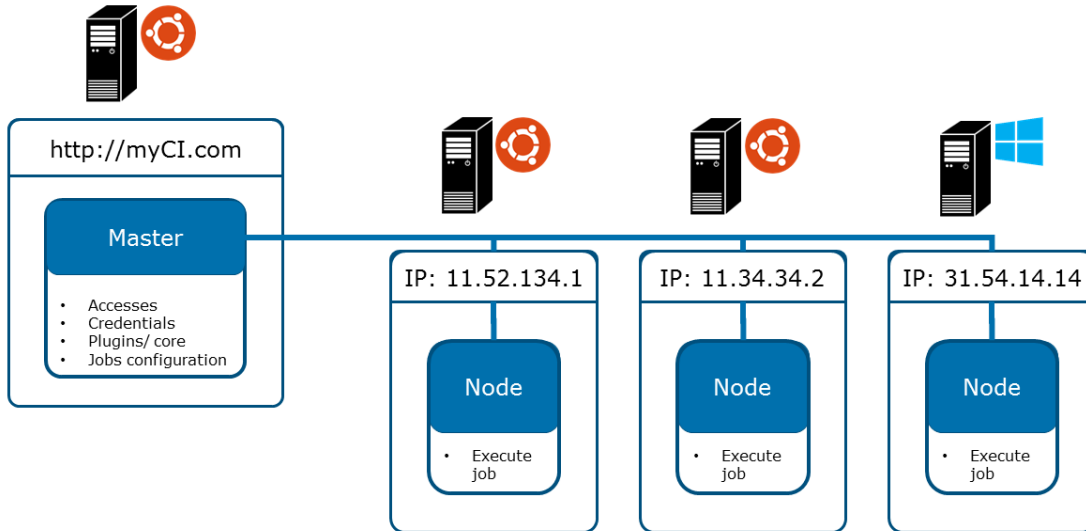 http://myCI.com
Master
• Accesses
• Credentials
• Plugins/ core
• Jobs configuration
IP: 11.52.134.1
Node
• Execute
job
IP: 11.34.34.2
Node
• Execute
job
IP: 31.54.14.14
Node
• Execute
job